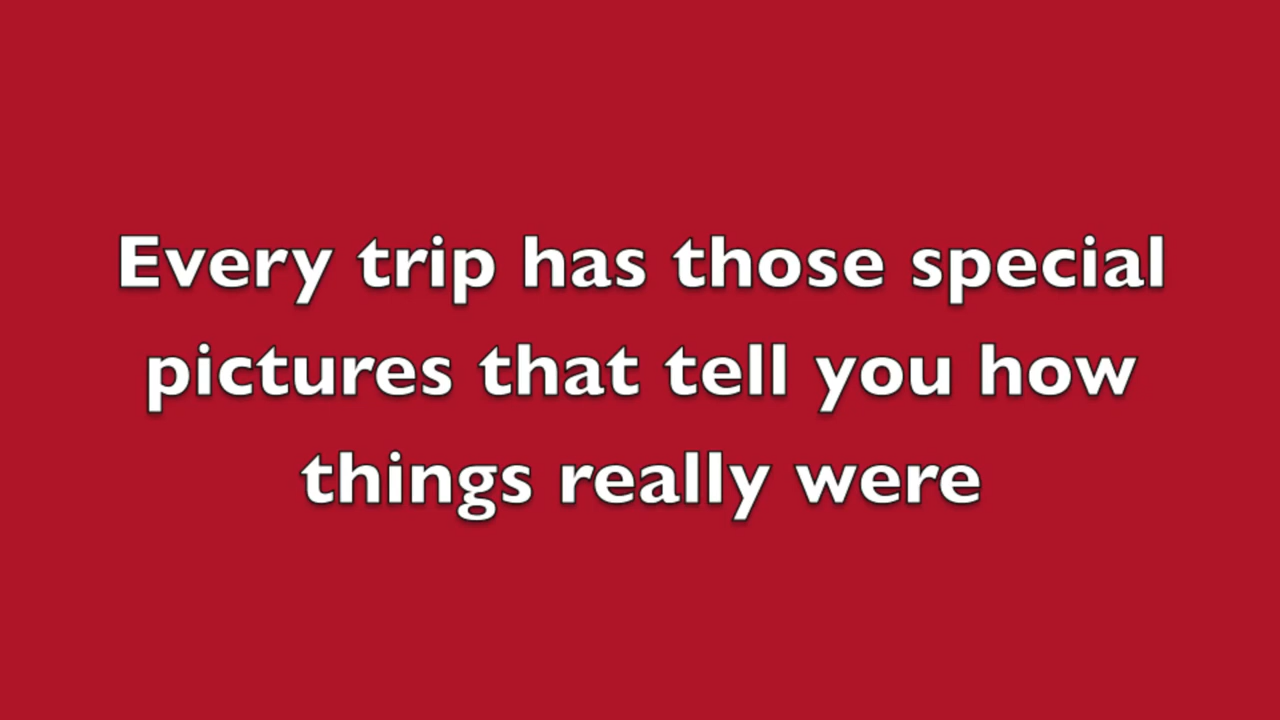 Every trip has those special
pictures that tell you how
things really were